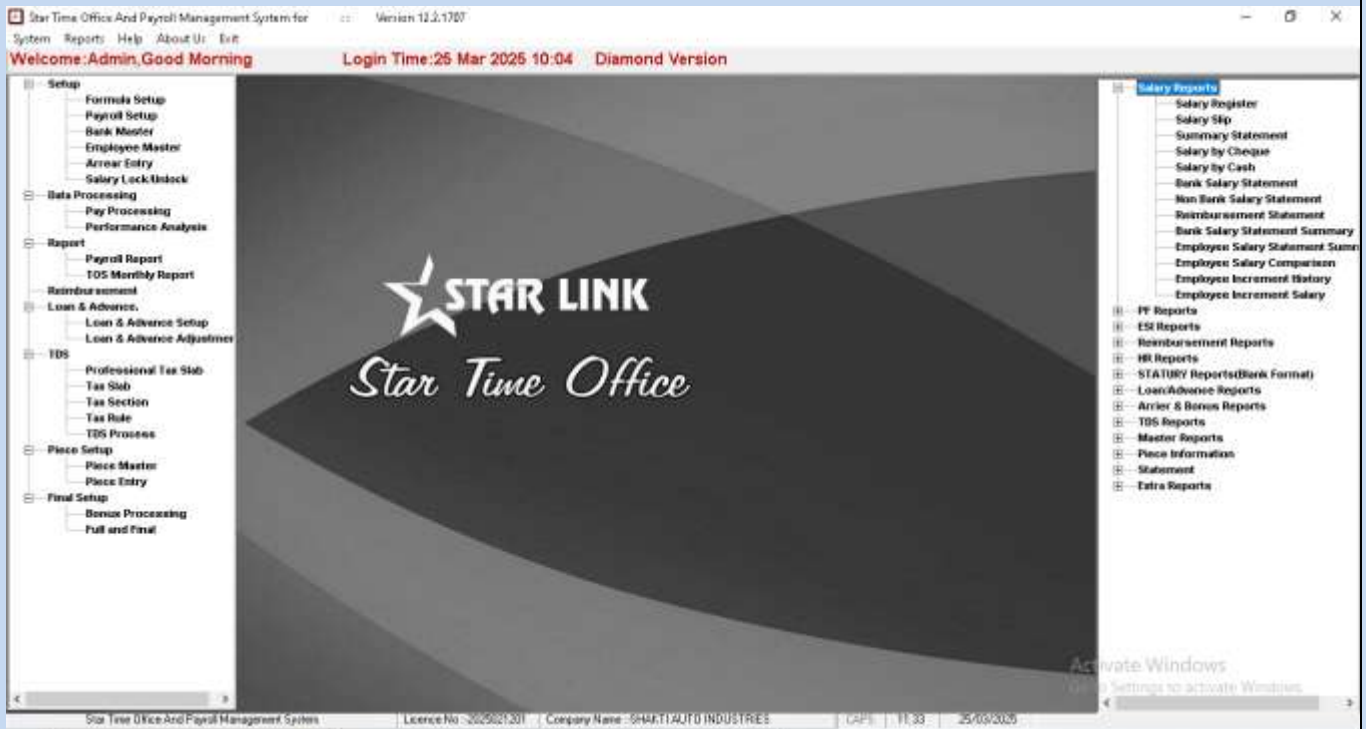 Star Time Office And Payroll Management System for Version 12.2.1707
System Reports Help About Us Exit
Welcome:Admin,Good Morning Login Time:25 Mar 2025 10:04 Diamond Version
Setup
Formula Setup
Payroll Setup
Bank Master
Employee Master
Arrear Entry
Salary Lock/Unlock
Data Processing
Pay Processing
Performance Analysis
Report
Payroll Report
TOS Monthly Report
Reimbursement
Loan & Advance.
Loan & Advance Setup
Loan & Advance Adjustmer
TDS
Professional Tax Slab
Tax Slab
Tax Section
Tax Rule
TDS Process
Piece Setup
Piece Master
Piece Entry
Final Setup
Bonus Processing
Full and Final
STAR LINK
Star Time Office
Salary Reports
Salary Register
Salary Slip
Summary Statement
Salary by Cheque
Salary by Cash
Bank Salary Statement
Non Bank Salary Statement
Reimbursement Statement
Bank Salary Statement Summary
Employee Salary Statement Summ
Employee Salary Comparison
Employee Increment History
Employee Increment Salary
PF Reports
ESI Reports
Reimbursement Reports
HR Reports
STATURY Reports(Blank Format)
Loan/Advance Reports
Arrier & Bonus Reports
TDS Reports
Master Reports
Piece Information
Statement
Extra Reports
Activate Windows
Go to Settings to activate Windows.
Star Time Office And Payroll Management System Licence No : 2025021201 Company Name : SHAKTI AUTO INDUSTRIES CAPS 11:33 25/03/2025